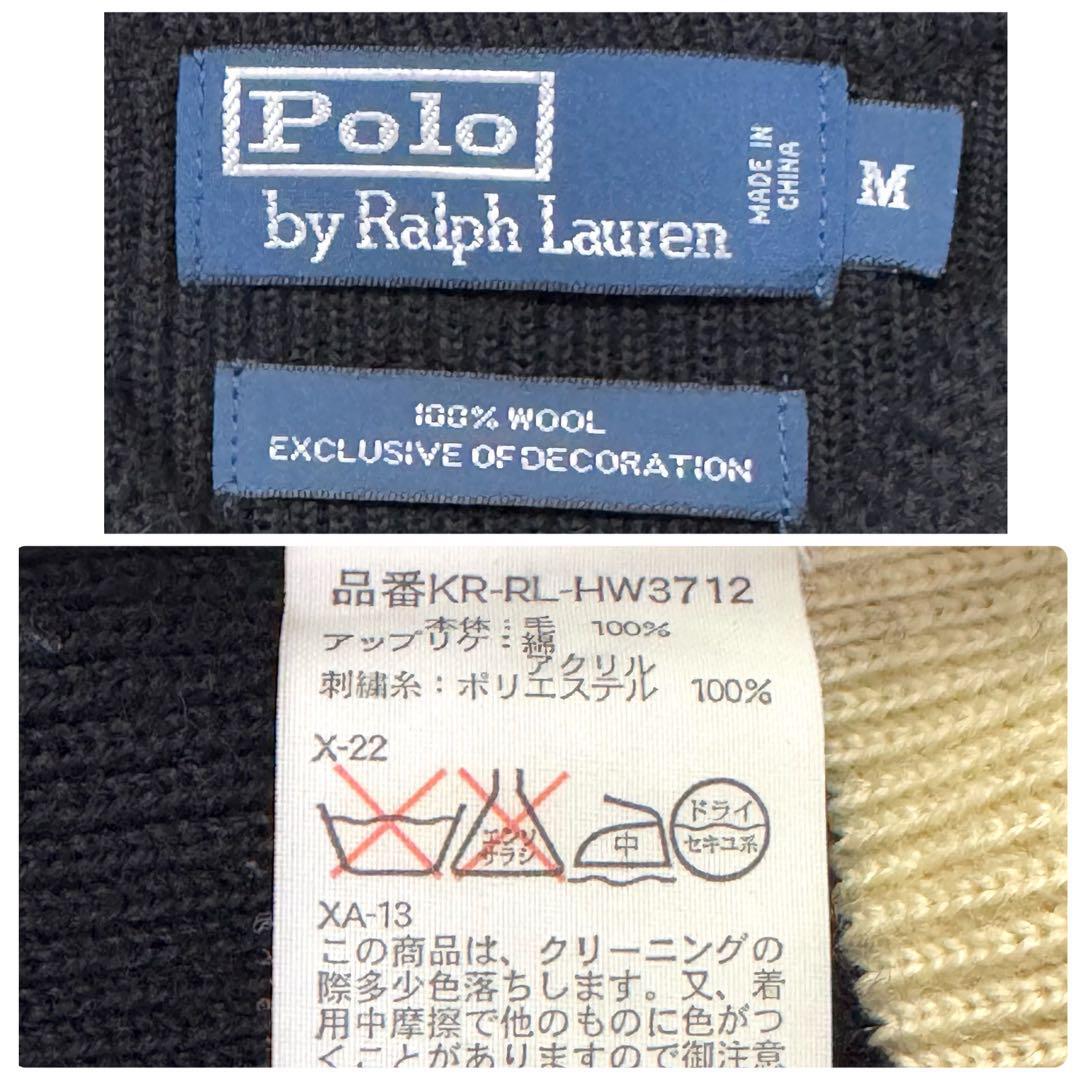 Polo
by Ralph Lauren
MADE IN
CHINA
M
100% WOOL
EXCLUSIVE OF DECORATION
品番KR-RL-HW3712
本体：毛 100%
アップリケ：綿
アクリル
刺繍糸：ポリエステル 100%
X-22
エンソ
サラシ
中
ドライ
セキユ系
XA-13
この商品は、クリーニングの
際多少色落ちします。又、着
用中摩擦で他のものに色がつ
くことがありますので御注意